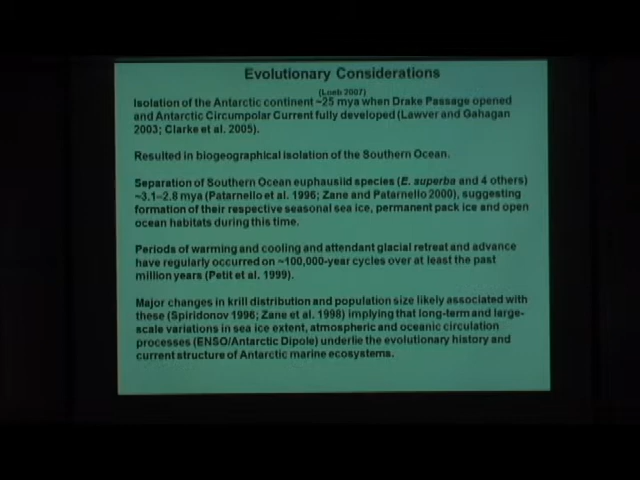 Evolutionary Considerations
(Loeb 2007)
Isolation of the Antarctic continent ~25 mya when Drake Passage opened
and Antarctic Circumpolar Current fully developed (Lawver and Gahagan
2003; Clarke et al. 2005).
Resulted in biogeographical isolation of the Southern Ocean.
Separation of Southern Ocean euphausiid species (E. superba and 4 others)
~3.1–2.8 mya (Patarnello et al. 1996; Zane and Patarnello 2000), suggesting
formation of their respective seasonal sea ice, permanent pack ice and open
ocean habitats during this time.
Periods of warming and cooling and attendant glacial retreat and advance
have regularly occurred on ~100,000-year cycles over at least the past
million years (Petit et al. 1999).
Major changes in krill distribution and population size likely associated with
these (Spiridonov 1996; Zane et al. 1998) implying that long-term and large-
scale variations in sea ice extent, atmospheric and oceanic circulation
processes (ENSO/Antarctic Dipole) underlie the evolutionary history and
current structure of Antarctic marine ecosystems.